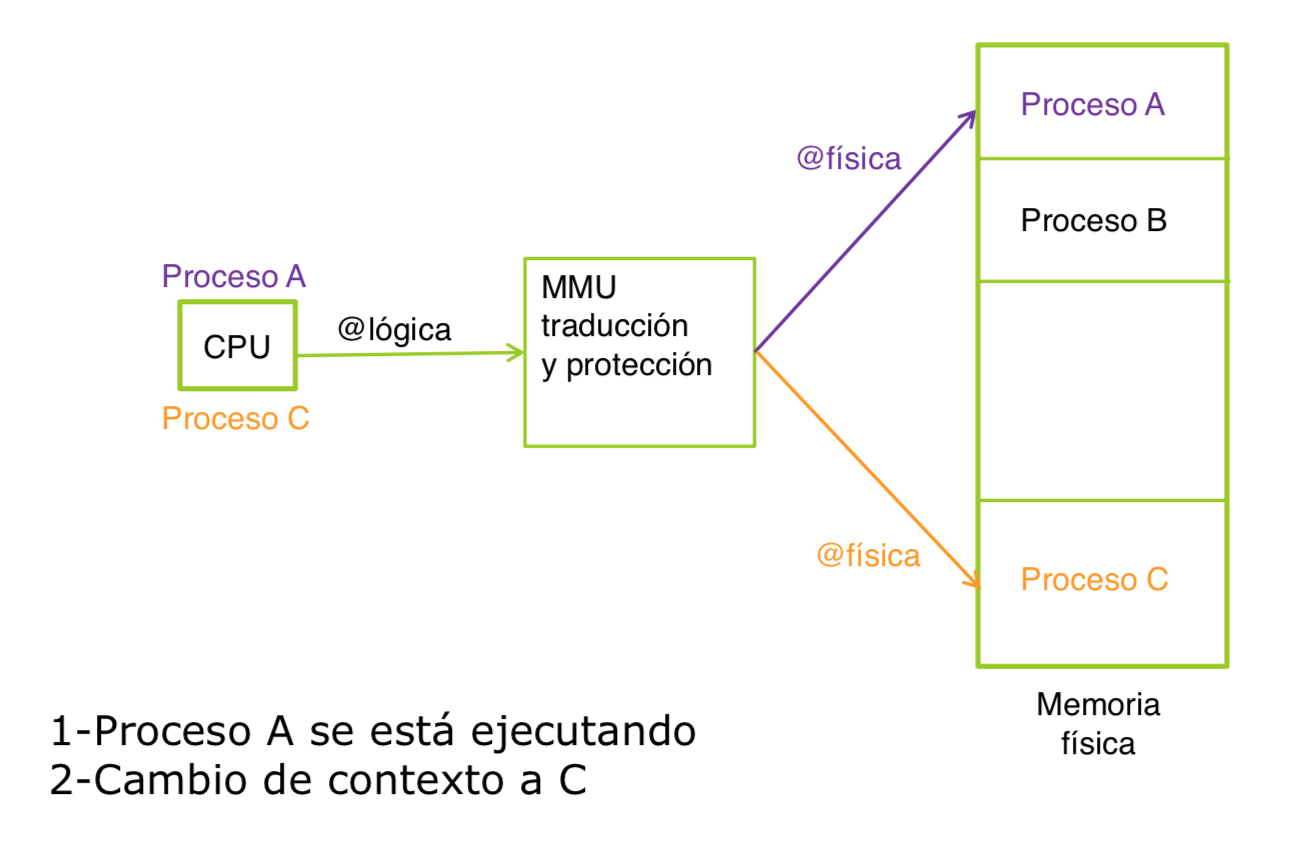 Proceso A
@física
Proceso B
Proceso A
CPU
@lógica
MMU
traducción
y protección
Proceso C
@física
Proceso C
Memoria
física
1-Proceso A se está ejecutando
2-Cambio de contexto a C